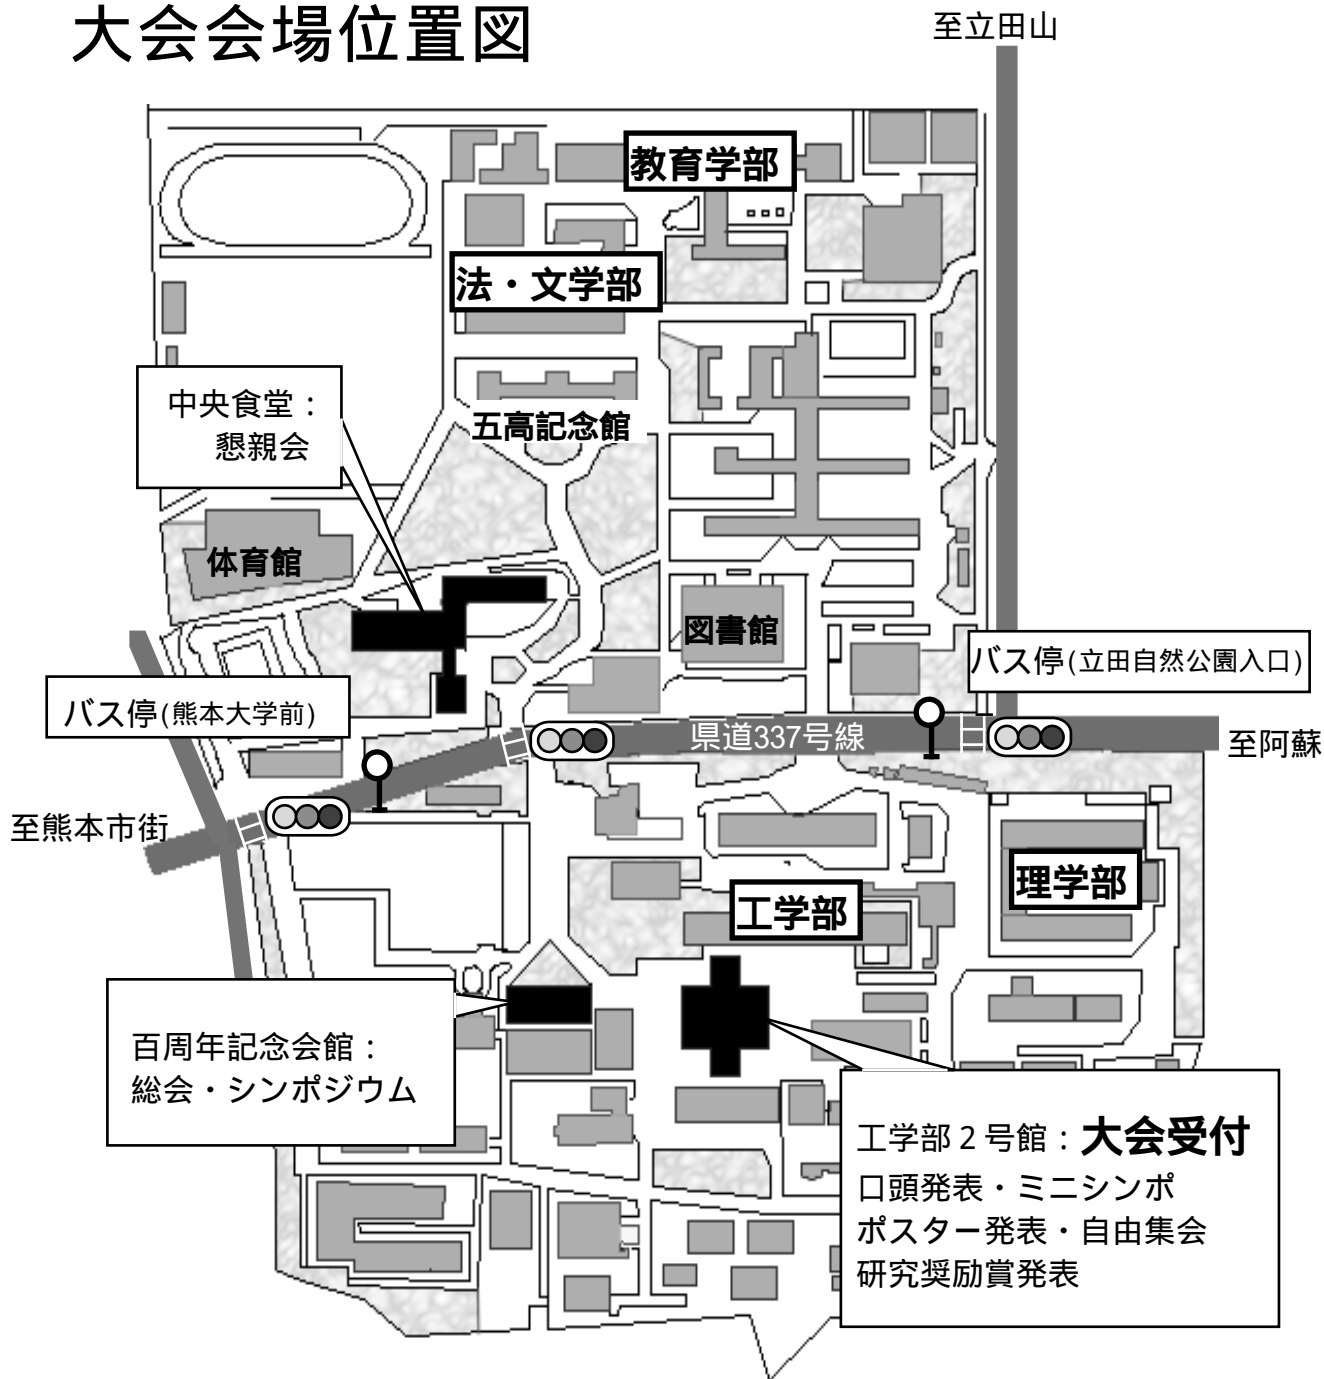 大会会場位置図
至立田山
教育学部
法・文学部
中央食堂：
懇親会
五高記念館
体育館
図書館
バス停(立田自然公園入口)
バス停(熊本大学前)
県道337号線
至阿蘇
至熊本市街
理学部
工学部
百周年記念会館：
総会・シンポジウム
工学部２号館：大会受付
口頭発表・ミニシンポ
ポスター発表・自由集会
研究奨励賞発表